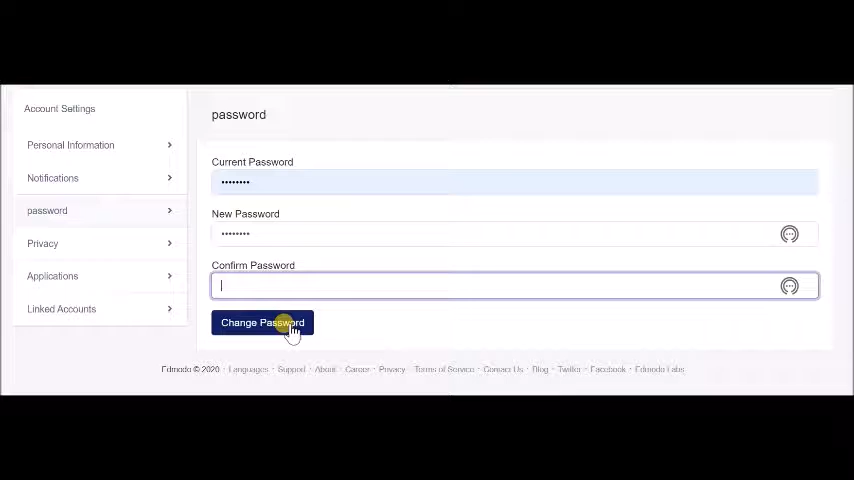 Account Settings
Personal Information
Notifications
password
Privacy
Applications
Linked Accounts
password
Current Password
••••••••
New Password
••••••••
Confirm Password
Change Password
Edmodo © 2020 · Languages · Support · About · Career · Privacy · Terms of Service · Contact Us · Blog · Twitter · Facebook · Edmodo Labs